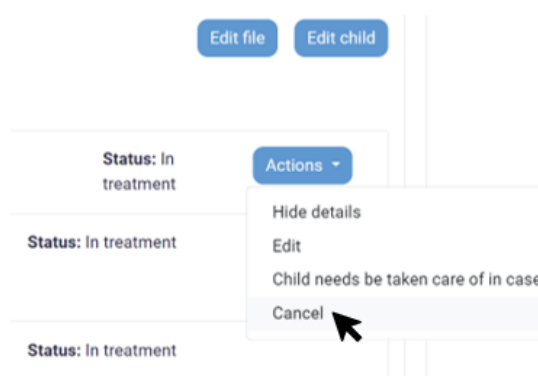 Edit file Edit child
Status: In
treatment
Actions
Hide details
Status: In treatment
Edit
Child needs be taken care of in case
Cancel
Status: In treatment